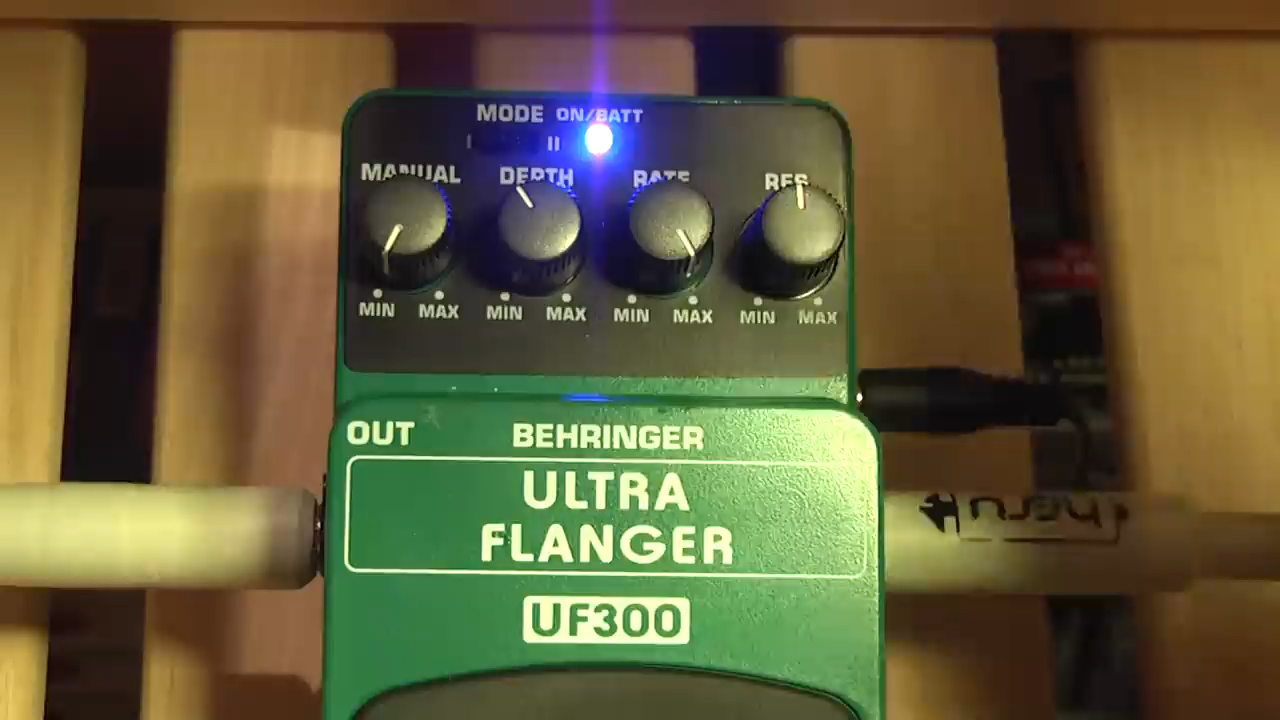 MODE ON/BATT
I II
MANUAL DEPTH RATE RES
MIN MAX MIN MAX MIN MAX MIN MAX
OUT BEHRINGER
ULTRA
FLANGER
UF300